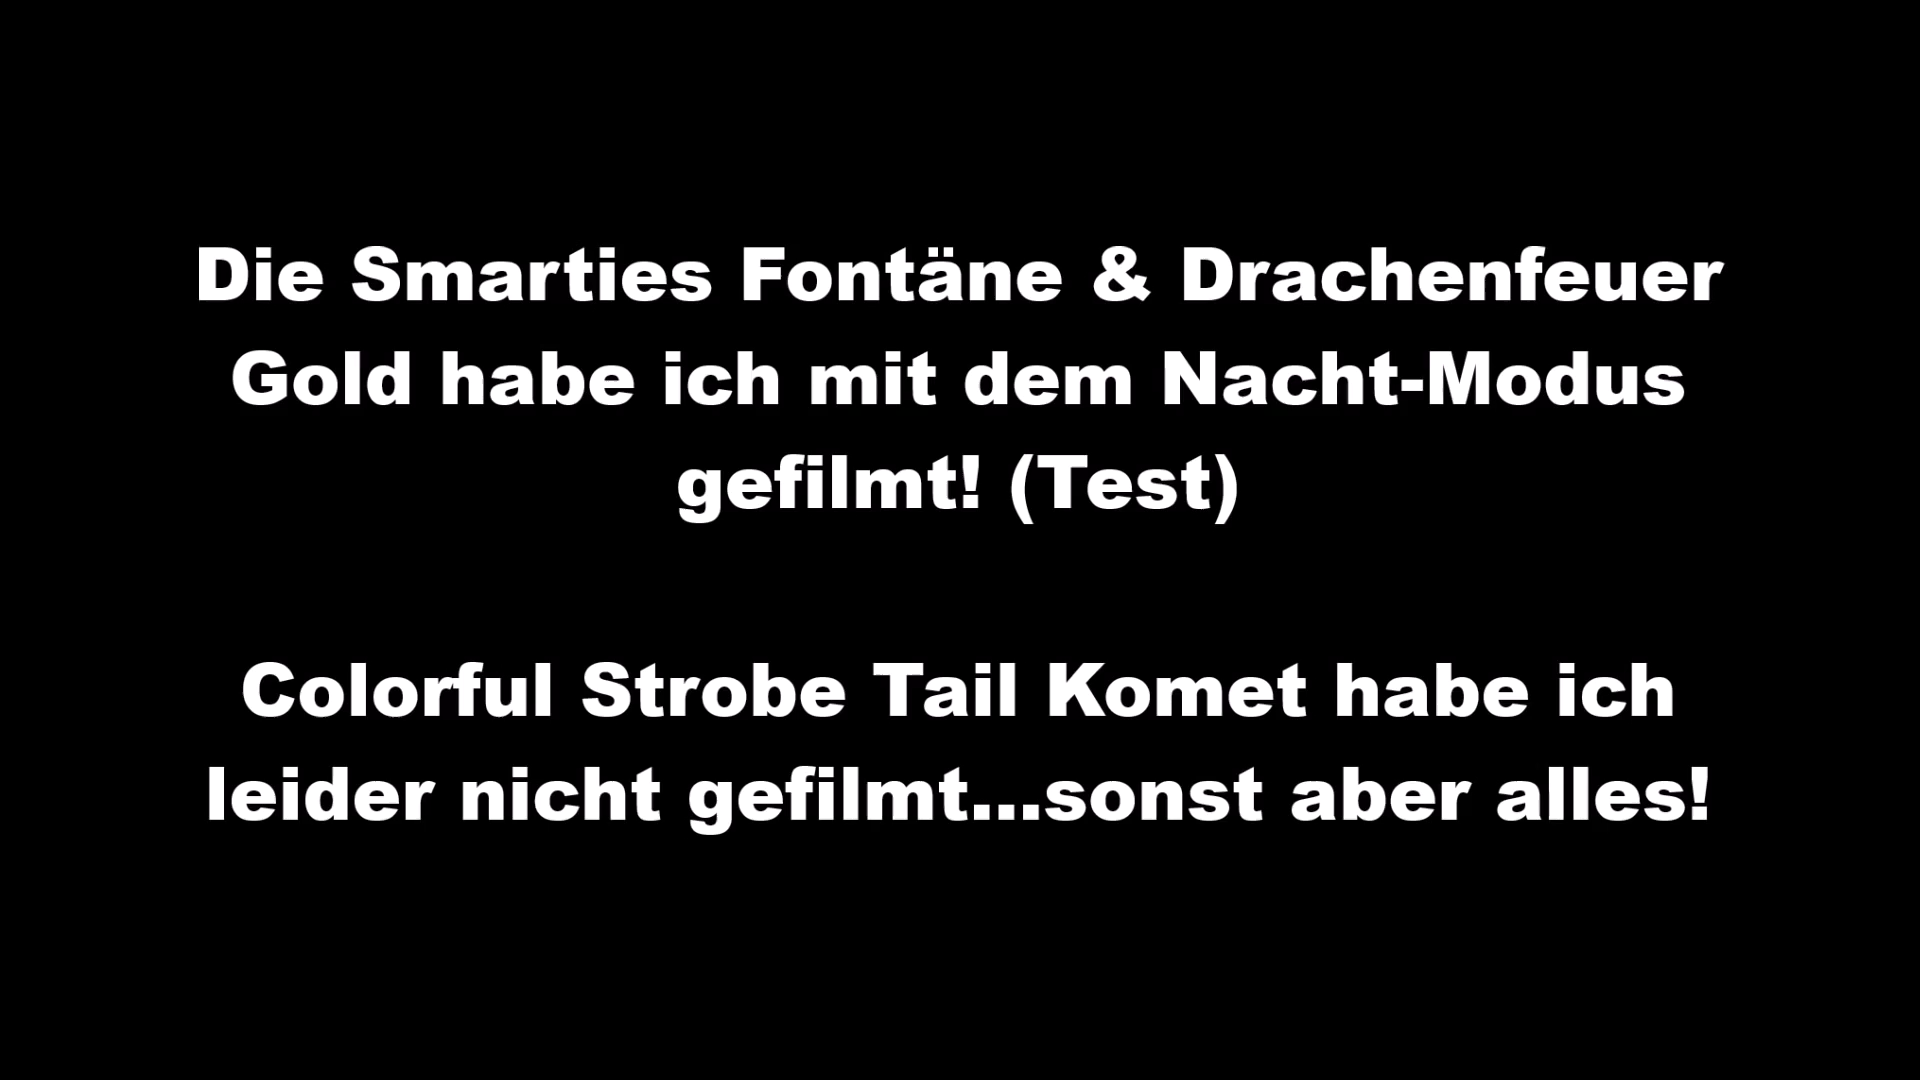 Die Smarties Fontäne & Drachenfeuer
Gold habe ich mit dem Nacht-Modus
gefilmt! (Test)
Colorful Strobe Tail Komet habe ich
leider nicht gefilmt...sonst aber alles!